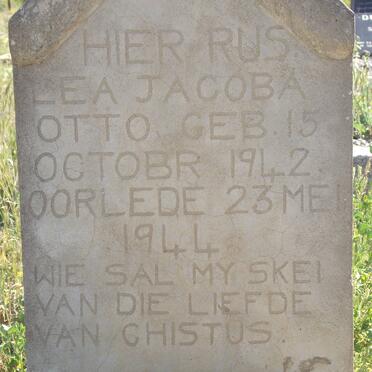 HIER RUS
LEA JACOBA
OTTO. GEB. 15
OCTOBR 1942.
OORLEDE 23 MEI
1944
WIE SAL MY SKEI
VAN DIE LIEFDE
VAN CHISTUS.